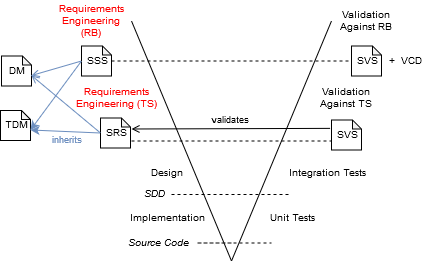 Requirements
Engineering
(RB)
Validation
Against RB
DM
SSS
SVS
+ VCD
Requirements
Engineering (TS)
Validation
Against TS
TDM
SRS
validates
SVS
inherits
Design
Integration Tests
SDD
Implementation
Unit Tests
Source Code